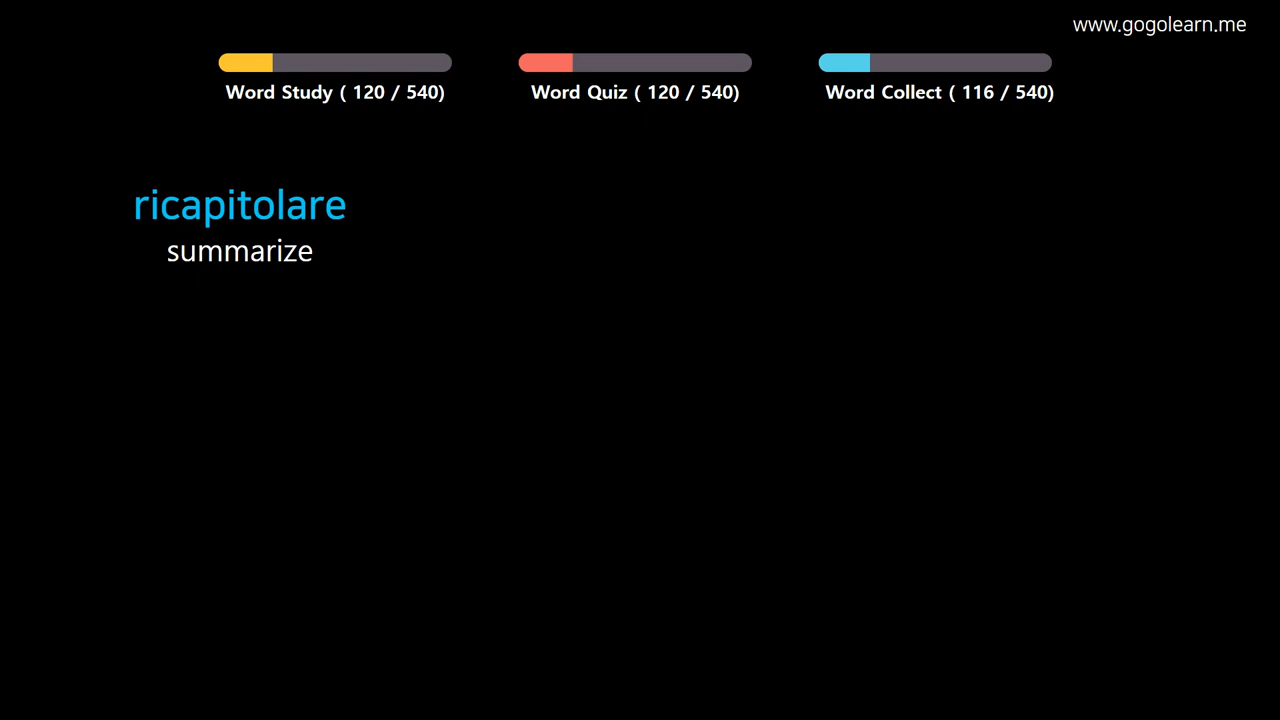 www.gogolearn.me
Word Study ( 120 / 540)
Word Quiz ( 120 / 540)
Word Collect ( 116 / 540)
ricapitolare
summarize